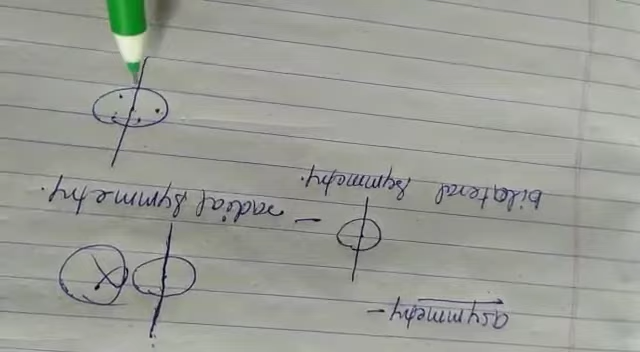 asymmetry -
- radial symmetry.
bilateral symmetry.